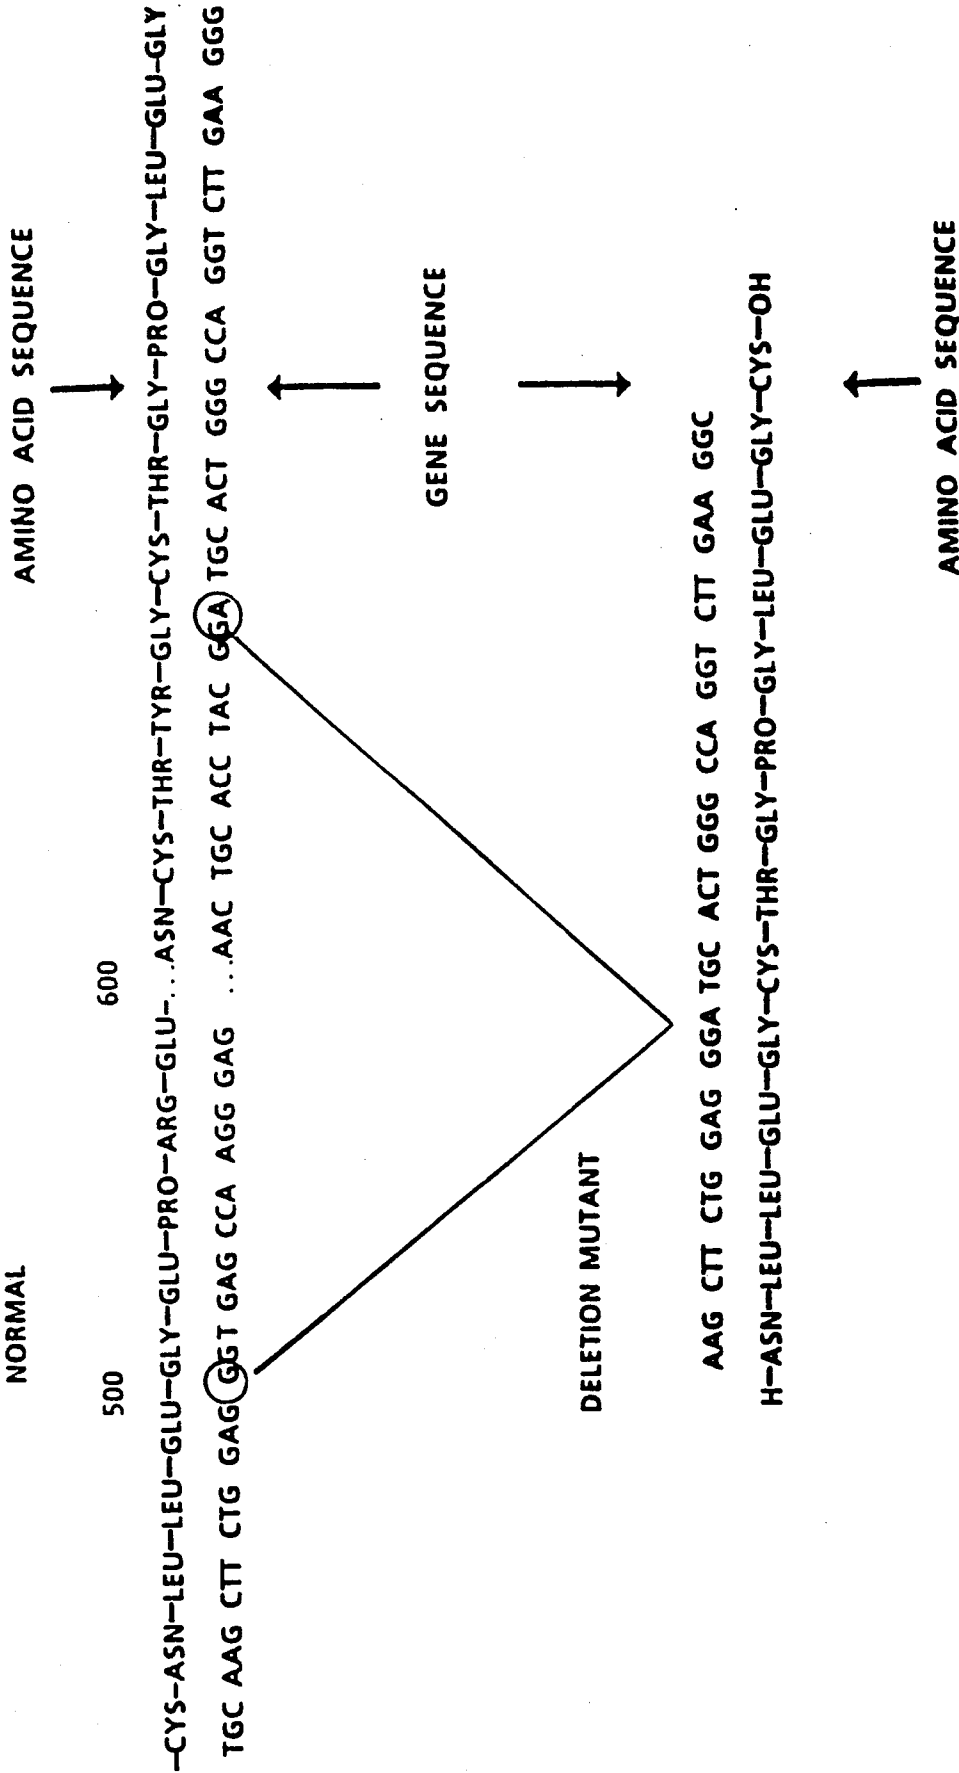 NORMAL
AMINO ACID SEQUENCE
500
600
—CYS—ASN—LEU—LEU—GLU—GLY—GLU—PRO—ARG—GLU—...ASN—CYS—THR—TYR—GLY—CYS—THR—GLY—PRO—GLY—LEU—GLU—GLY
TGC AAG CTT CTG GAG GGT GAG CCA AGG GAG ...AAC TGC ACC TAC GGA TGC ACT GGG CCA GGT CTT GAA GGG
GENE SEQUENCE
DELETION MUTANT
AAG CTT CTG GAG GGA TGC ACT GGG CCA GGT CTT GAA GGC
H—ASN—LEU—LEU—GLU—GLY—CYS—THR—GLY—PRO—GLY—LEU—GLU—GLY—CYS—OH
AMINO ACID SEQUENCE